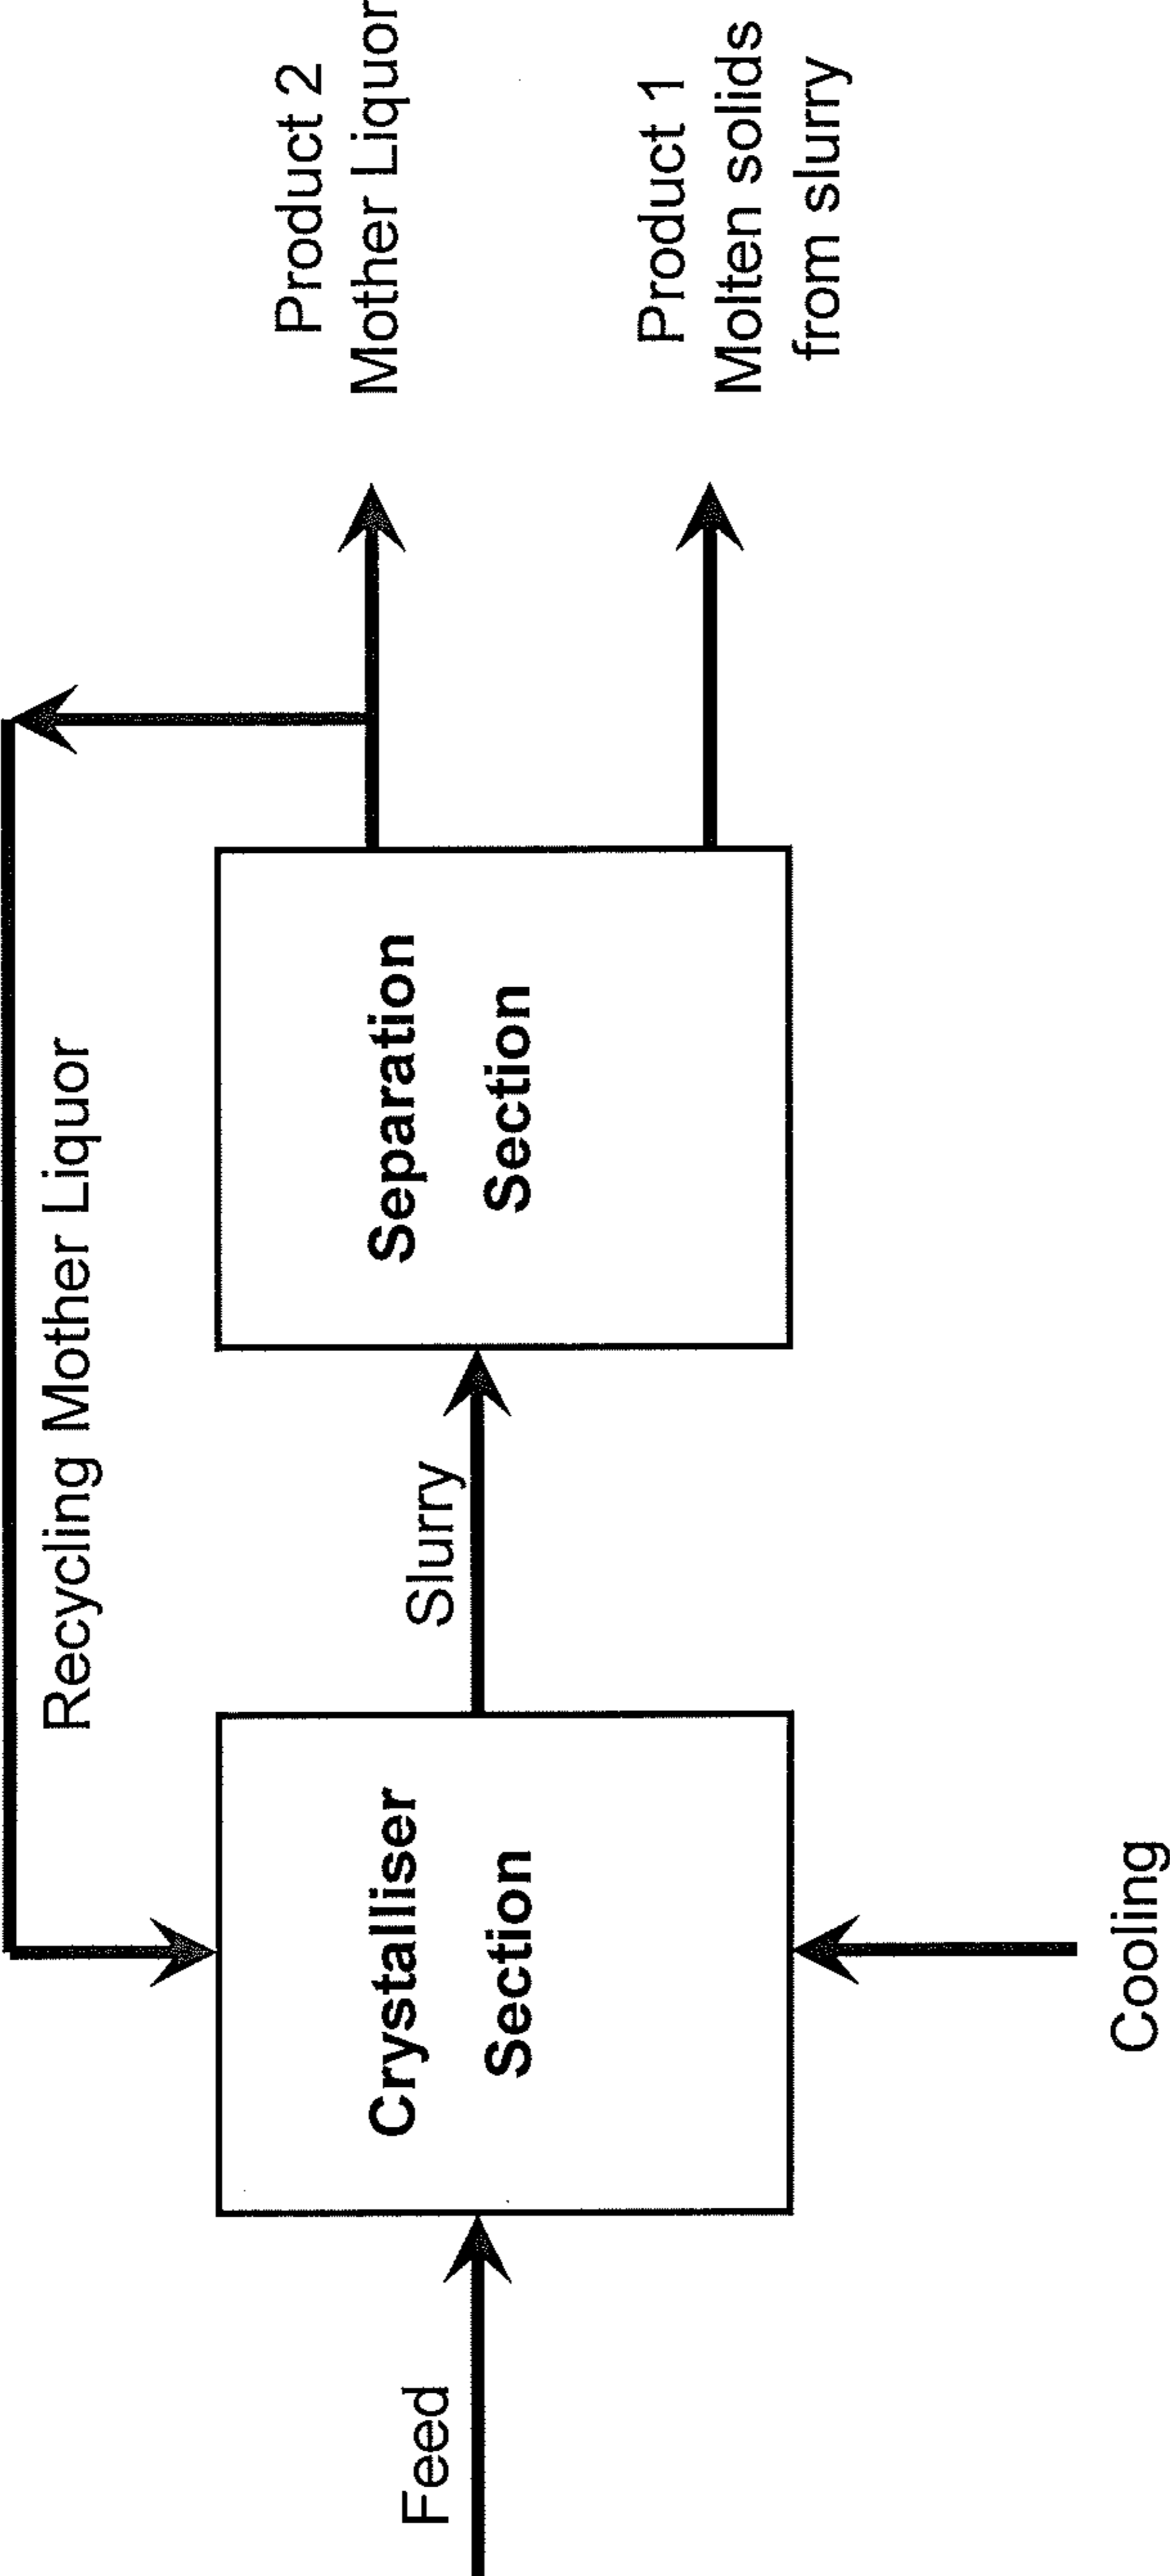 Recycling Mother Liquor
Feed
Crystalliser
Section
Cooling
Slurry
Separation
Section
Product 2
Mother Liquor
Product 1
Molten solids
from slurry